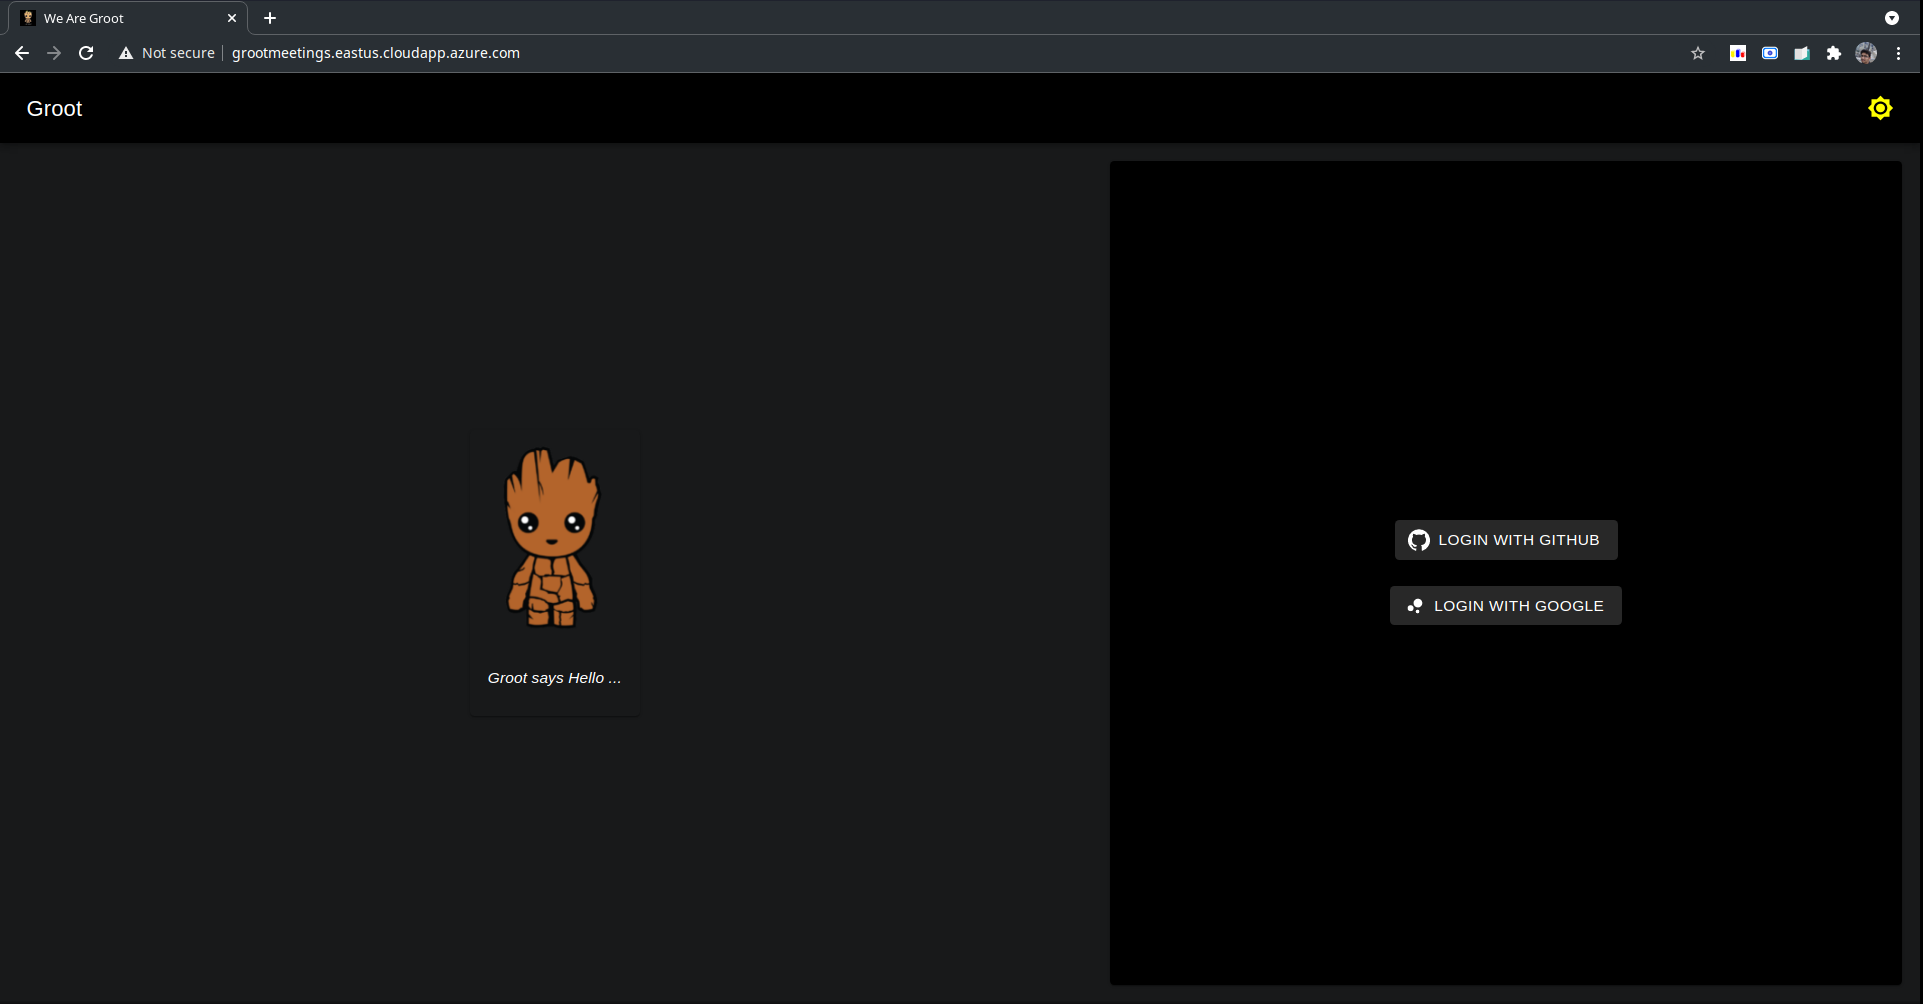 We Are Groot
Not secure
grootmeetings.eastus.cloudapp.azure.com
Groot
Groot says Hello ...
LOGIN WITH GITHUB
LOGIN WITH GOOGLE